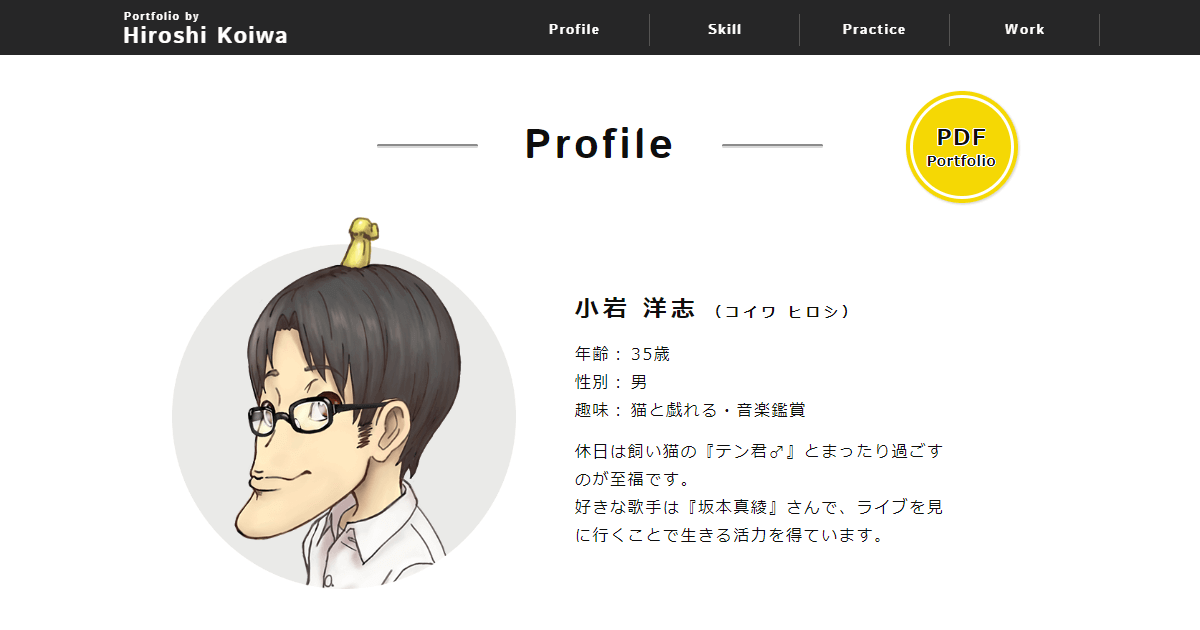 Portfolio by
Hiroshi Koiwa
Profile
Skill
Practice
Work
Profile
PDF
Portfolio
小岩 洋志 （コイワ ヒロシ）
年齢： 35歳
性別： 男
趣味： 猫と戯れる・音楽鑑賞
休日は飼い猫の『テン君♂』とまったり過ごす
のが至福です。
好きな歌手は『坂本真綾』さんで、ライブを見
に行くことで生きる活力を得ています。